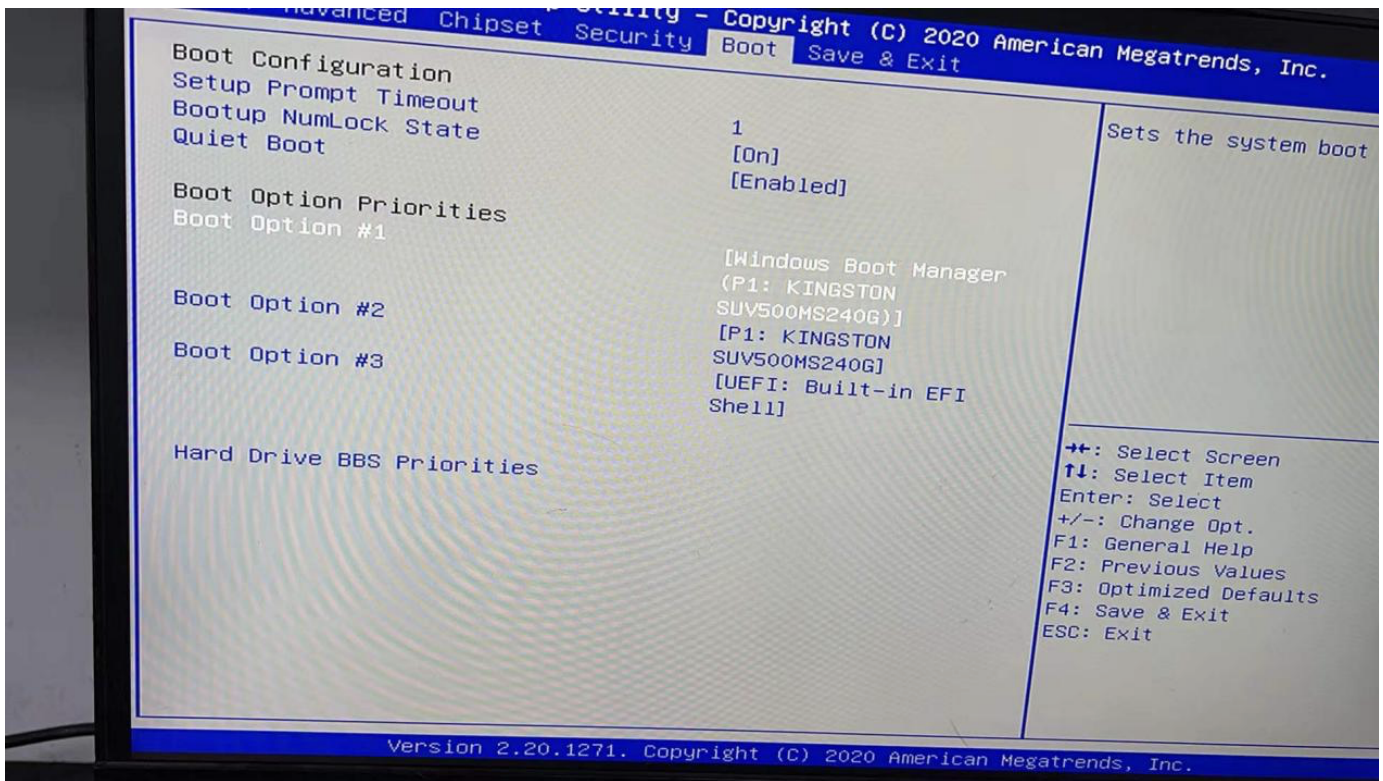 Utility - Copyright (C) 2020 American Megatrends, Inc.
Advanced Chipset Security Boot Save & Exit
Boot Configuration
Setup Prompt Timeout 1
Bootup NumLock State [On]
Quiet Boot [Enabled]
Boot Option Priorities
Boot Option #1 [Windows Boot Manager
(P1: KINGSTON
SUV500MS240G)]
Boot Option #2 [P1: KINGSTON
SUV500MS240G]
Boot Option #3 [UEFI: Built-in EFI
Shell]
Hard Drive BBS Priorities
Sets the system boot
→←: Select Screen
↑↓: Select Item
Enter: Select
+/-: Change Opt.
F1: General Help
F2: Previous Values
F3: Optimized Defaults
F4: Save & Exit
ESC: Exit
Version 2.20.1271. Copyright (C) 2020 American Megatrends, Inc.